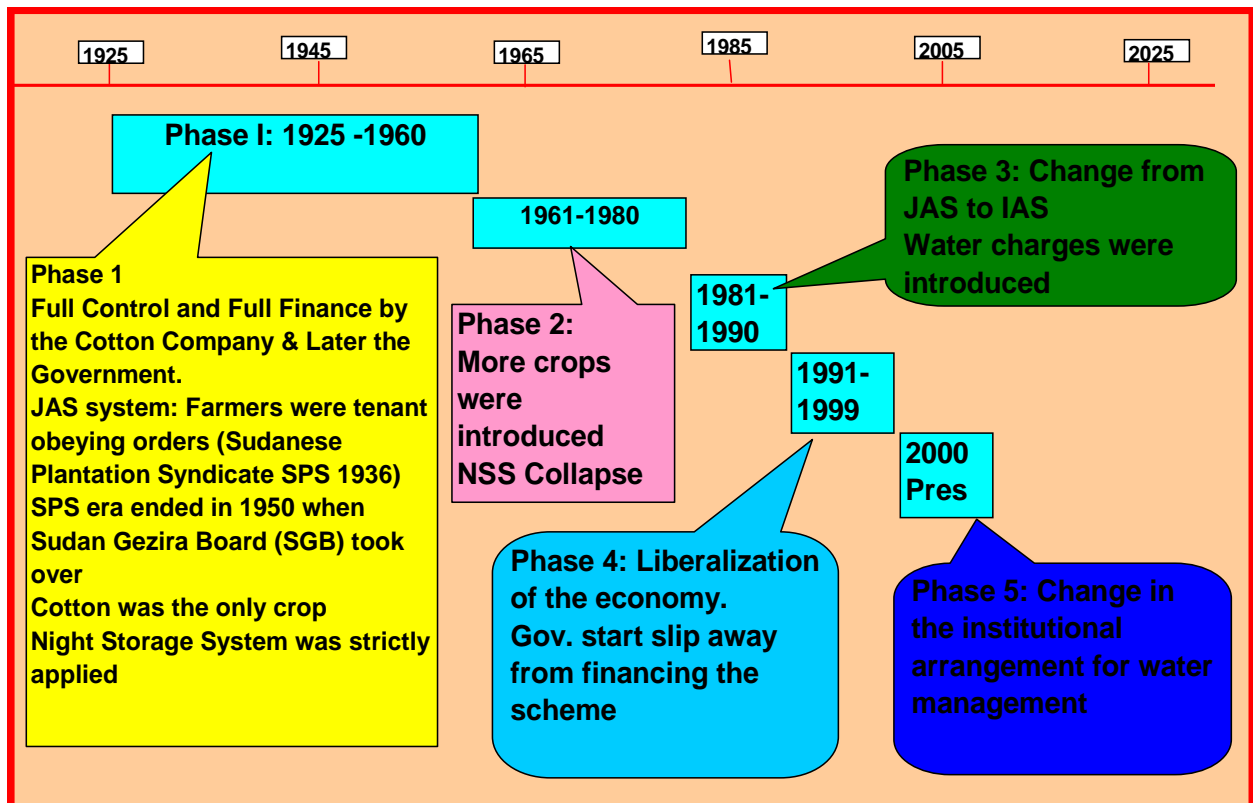 1925
1945
1965
1985
2005
2025
Phase I: 1925 -1960
1961-1980
1981-
1990
1991-
1999
2000
Pres
Phase 1
Full Control and Full Finance by
the Cotton Company & Later the
Government.
JAS system: Farmers were tenant
obeying orders (Sudanese
Plantation Syndicate SPS 1936)
SPS era ended in 1950 when
Sudan Gezira Board (SGB) took
over
Cotton was the only crop
Night Storage System was strictly
applied
Phase 2:
More crops
were
introduced
NSS Collapse
Phase 3: Change from
JAS to IAS
Water charges were
introduced
Phase 4: Liberalization
of the economy.
Gov. start slip away
from financing the
scheme
Phase 5: Change in
the institutional
arrangement for water
management